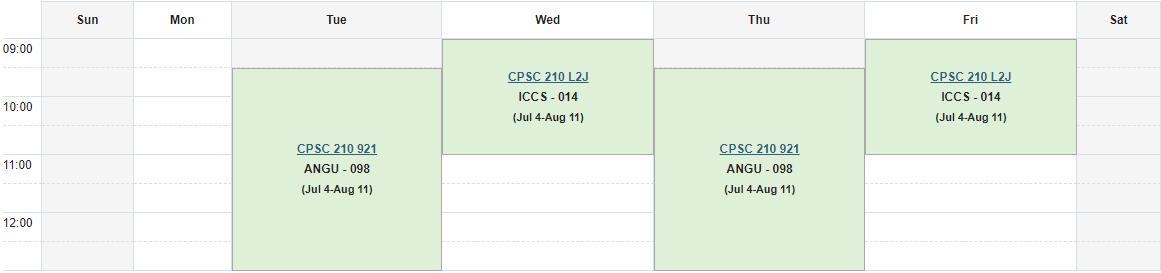 Sun Mon Tue Wed Thu Fri Sat
09:00
CPSC 210 L2J
ICCS - 014
(Jul 4-Aug 11)
CPSC 210 L2J
ICCS - 014
(Jul 4-Aug 11)
10:00
CPSC 210 921
ANGU - 098
(Jul 4-Aug 11)
CPSC 210 921
ANGU - 098
(Jul 4-Aug 11)
11:00
12:00